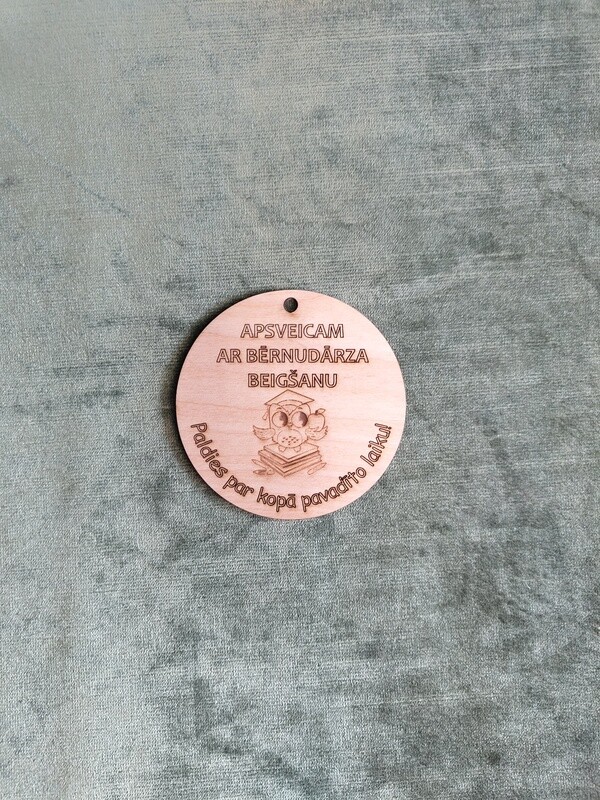 APSVEICAM
AR BĒRNUDĀRZA
BEIGŠANU
Paldies par kopā pavadīto laiku!